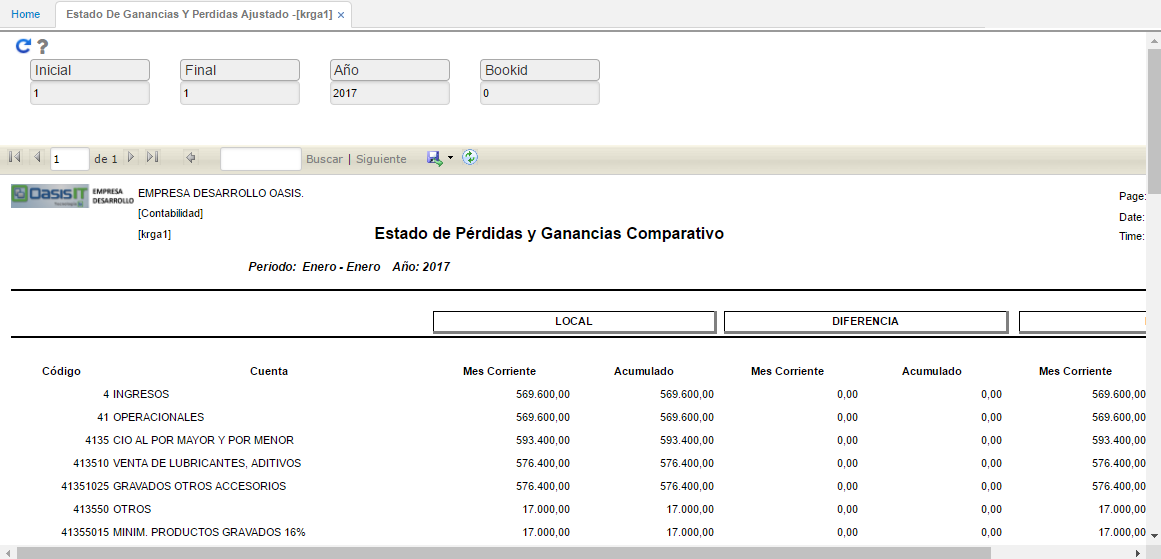 Home Estado De Ganancias Y Perdidas Ajustado -[krga1] ×
?
Inicial Final Año Bookid
1 1 2017 0
1 de 1 Buscar | Siguiente
OasisIT EMPRESA DESARROLLO
EMPRESA DESARROLLO OASIS.
Page:
[Contabilidad]
Date:
[krga1] Estado de Pérdidas y Ganancias Comparativo Time:
Periodo: Enero - Enero Año: 2017
LOCAL DIFERENCIA
Código Cuenta Mes Corriente Acumulado Mes Corriente Acumulado Mes Corriente
4 INGRESOS 569.600,00 569.600,00 0,00 0,00 569.600,00
41 OPERACIONALES 569.600,00 569.600,00 0,00 0,00 569.600,00
4135 CIO AL POR MAYOR Y POR MENOR 593.400,00 593.400,00 0,00 0,00 593.400,00
413510 VENTA DE LUBRICANTES, ADITIVOS 576.400,00 576.400,00 0,00 0,00 576.400,00
41351025 GRAVADOS OTROS ACCESORIOS 576.400,00 576.400,00 0,00 0,00 576.400,00
413550 OTROS 17.000,00 17.000,00 0,00 0,00 17.000,00
41355015 MINIM. PRODUCTOS GRAVADOS 16% 17.000,00 17.000,00 0,00 0,00 17.000,00